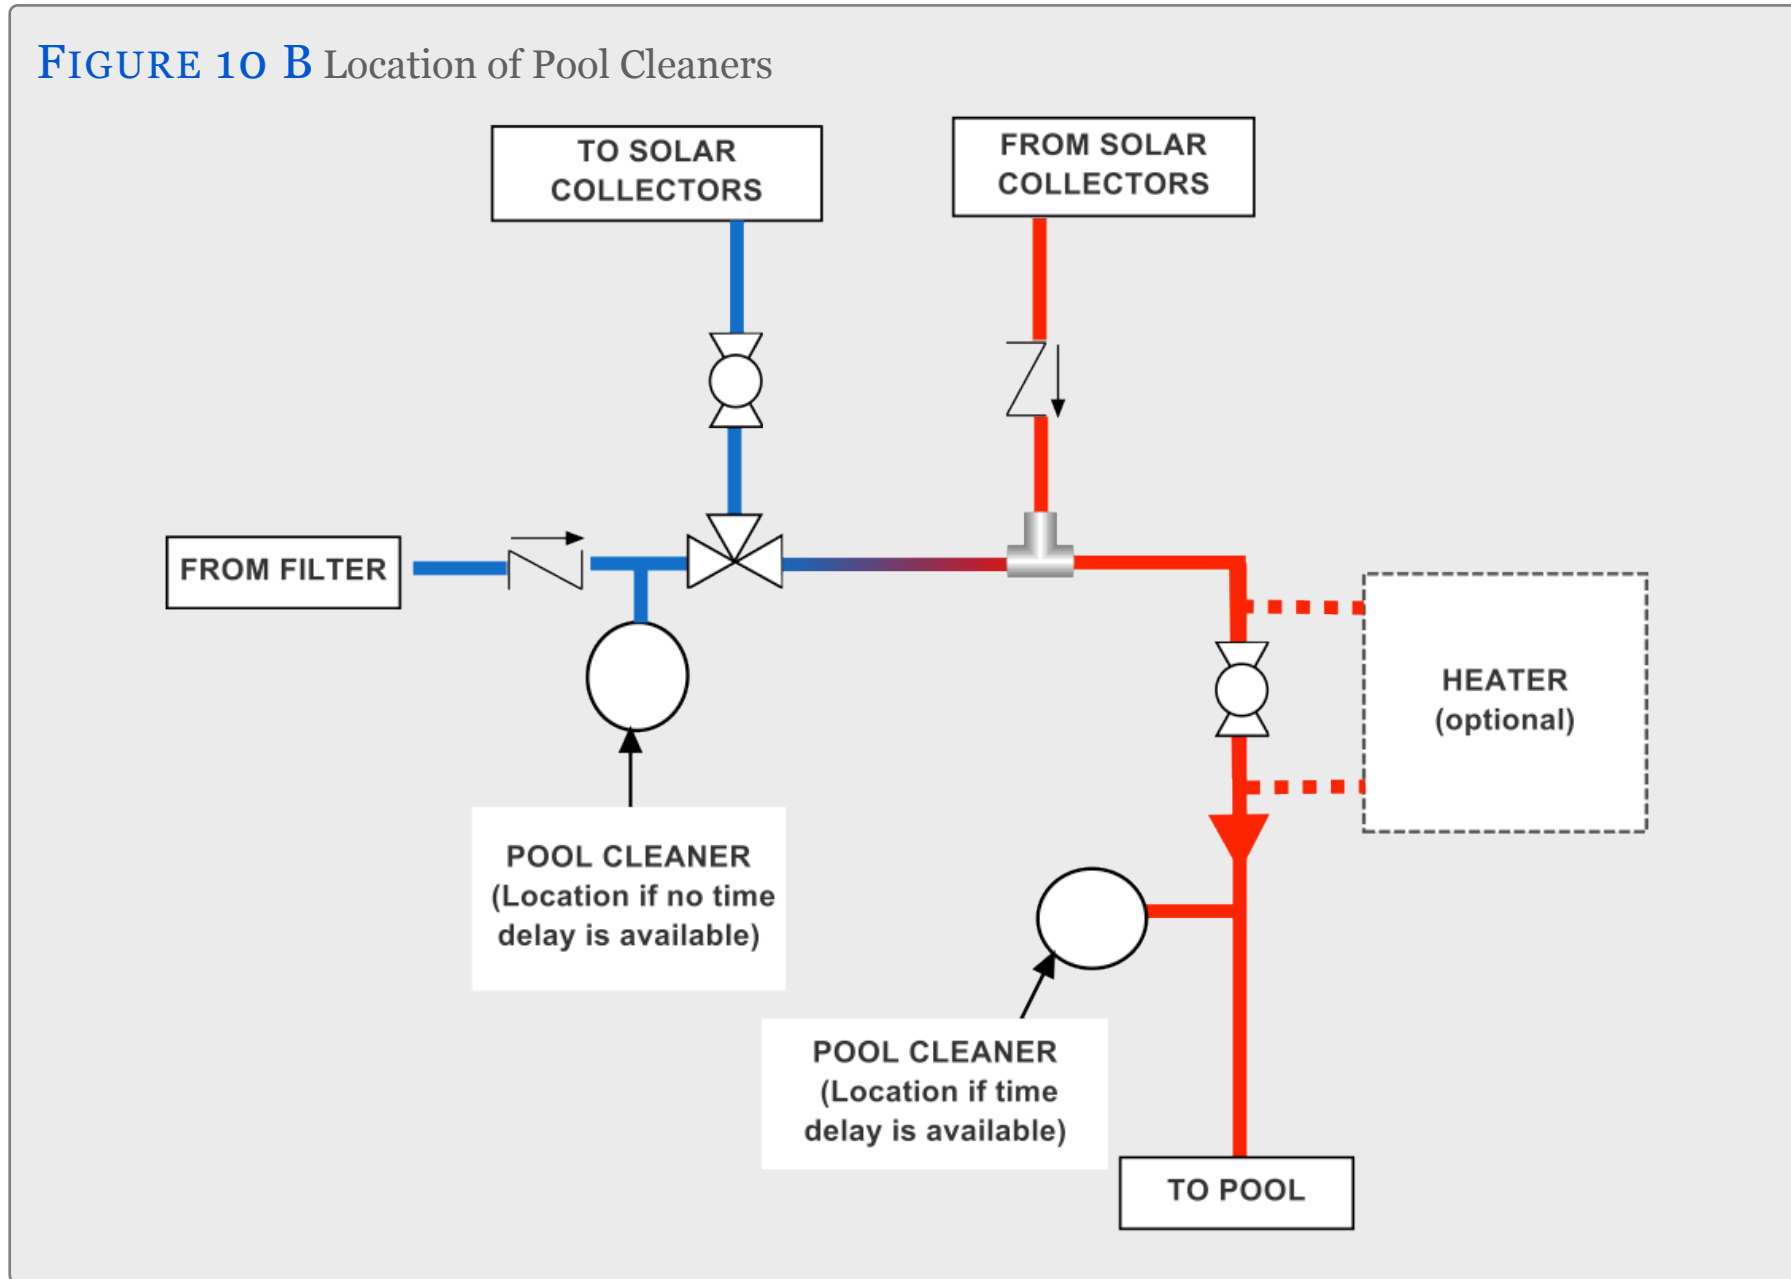 FIGURE 10 B Location of Pool Cleaners
TO SOLAR
COLLECTORS
FROM SOLAR
COLLECTORS
FROM FILTER
HEATER
(optional)
POOL CLEANER
(Location if no time
delay is available)
POOL CLEANER
(Location if time
delay is available)
TO POOL